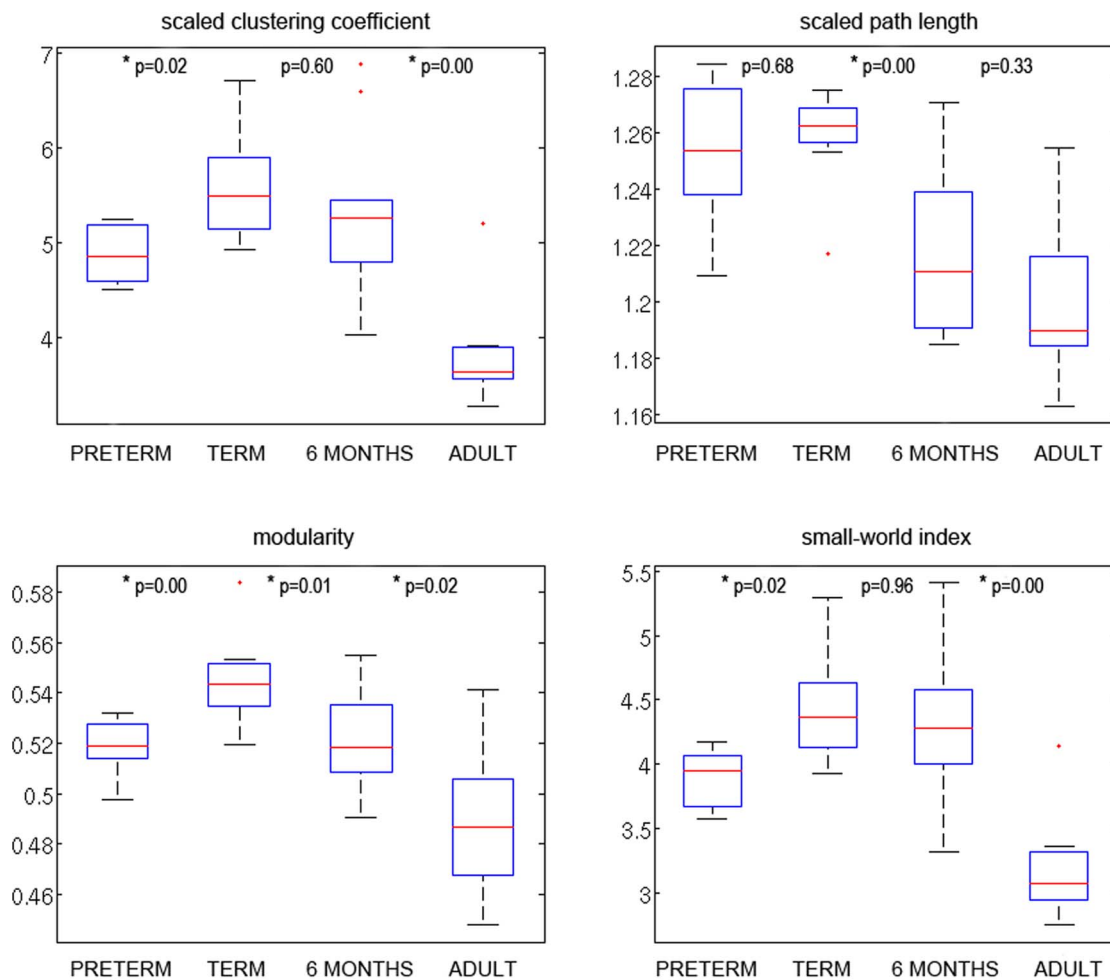 scaled clustering coefficient
* p=0.02 p=0.60 * p=0.00
7
6
5
4
PRETERM TERM 6 MONTHS ADULT
scaled path length
p=0.68 * p=0.00 p=0.33
1.28
1.26
1.24
1.22
1.2
1.18
1.16
PRETERM TERM 6 MONTHS ADULT
modularity
* p=0.00 * p=0.01 * p=0.02
0.58
0.56
0.54
0.52
0.5
0.48
0.46
PRETERM TERM 6 MONTHS ADULT
small-world index
* p=0.02 p=0.96 * p=0.00
5.5
5
4.5
4
3.5
3
PRETERM TERM 6 MONTHS ADULT